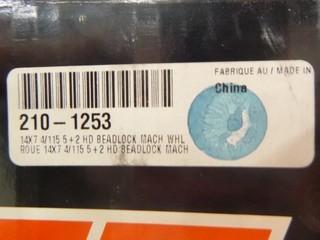 FABRIQUE AU / MADE IN
China
210-1253
14X7 4/115 5+2 HD BEADLOCK MACH WHL
ROUE 14X7 4/115 5+2 HD BEADLOCK MACH